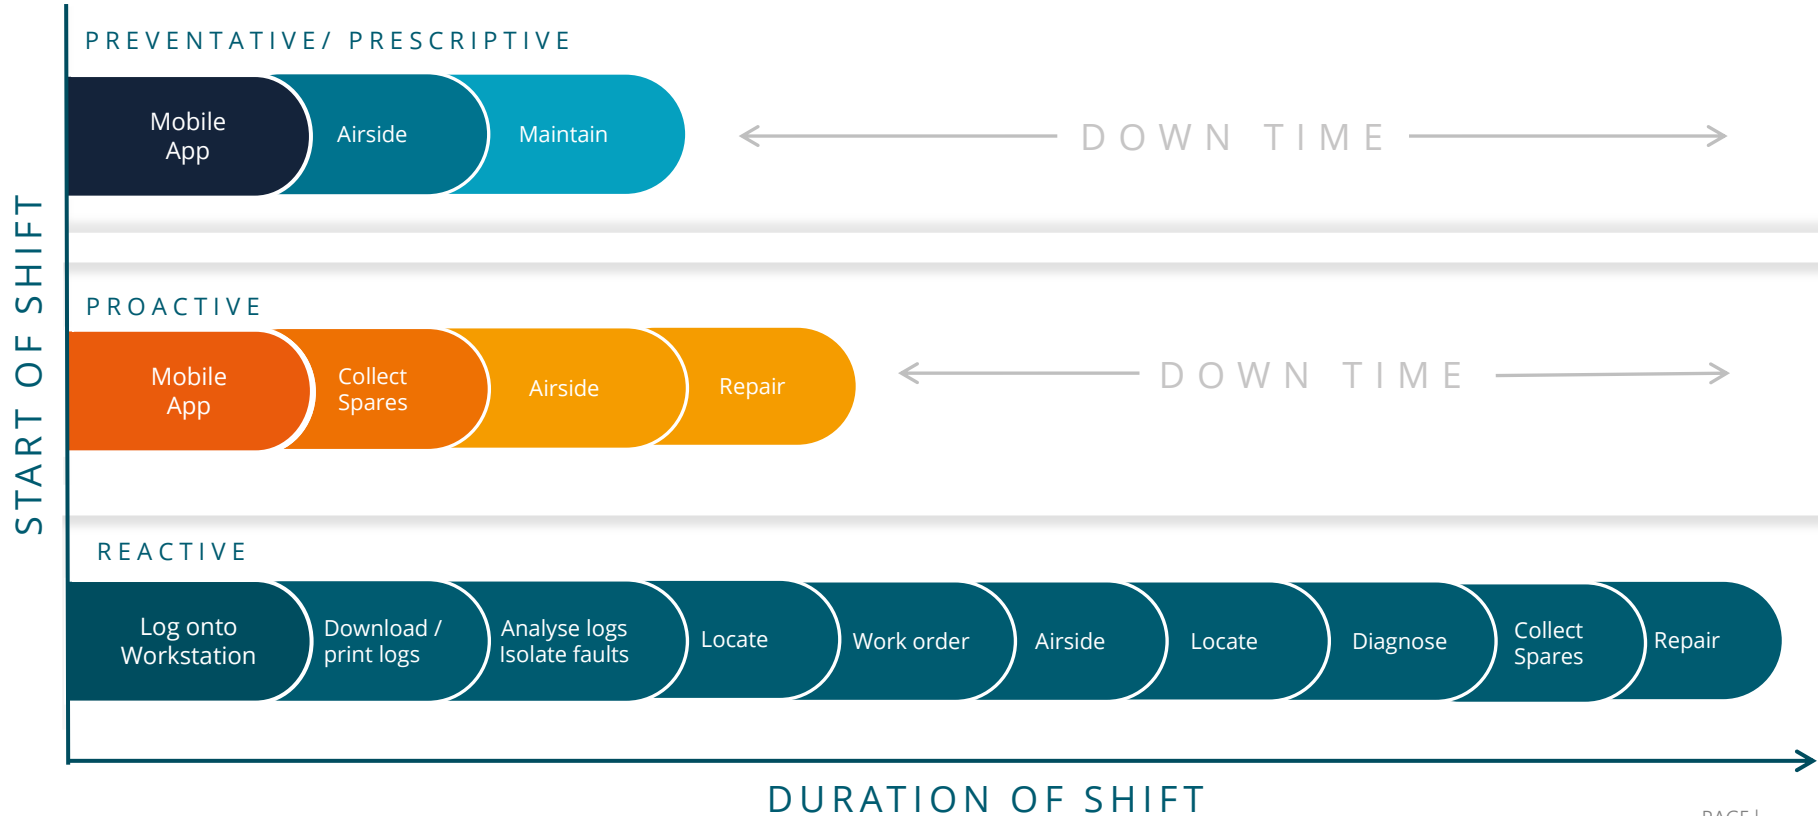 PREVENTATIVE/ PRESCRIPTIVE
Mobile
App
Airside
Maintain
DOWN TIME
START OF SHIFT
PROACTIVE
Mobile
App
Collect
Spares
Airside
Repair
DOWN TIME
REACTIVE
Log onto
Workstation
Download /
print logs
Analyse logs
Isolate faults
Locate
Work order
Airside
Locate
Diagnose
Collect
Spares
Repair
DURATION OF SHIFT
PAGE |